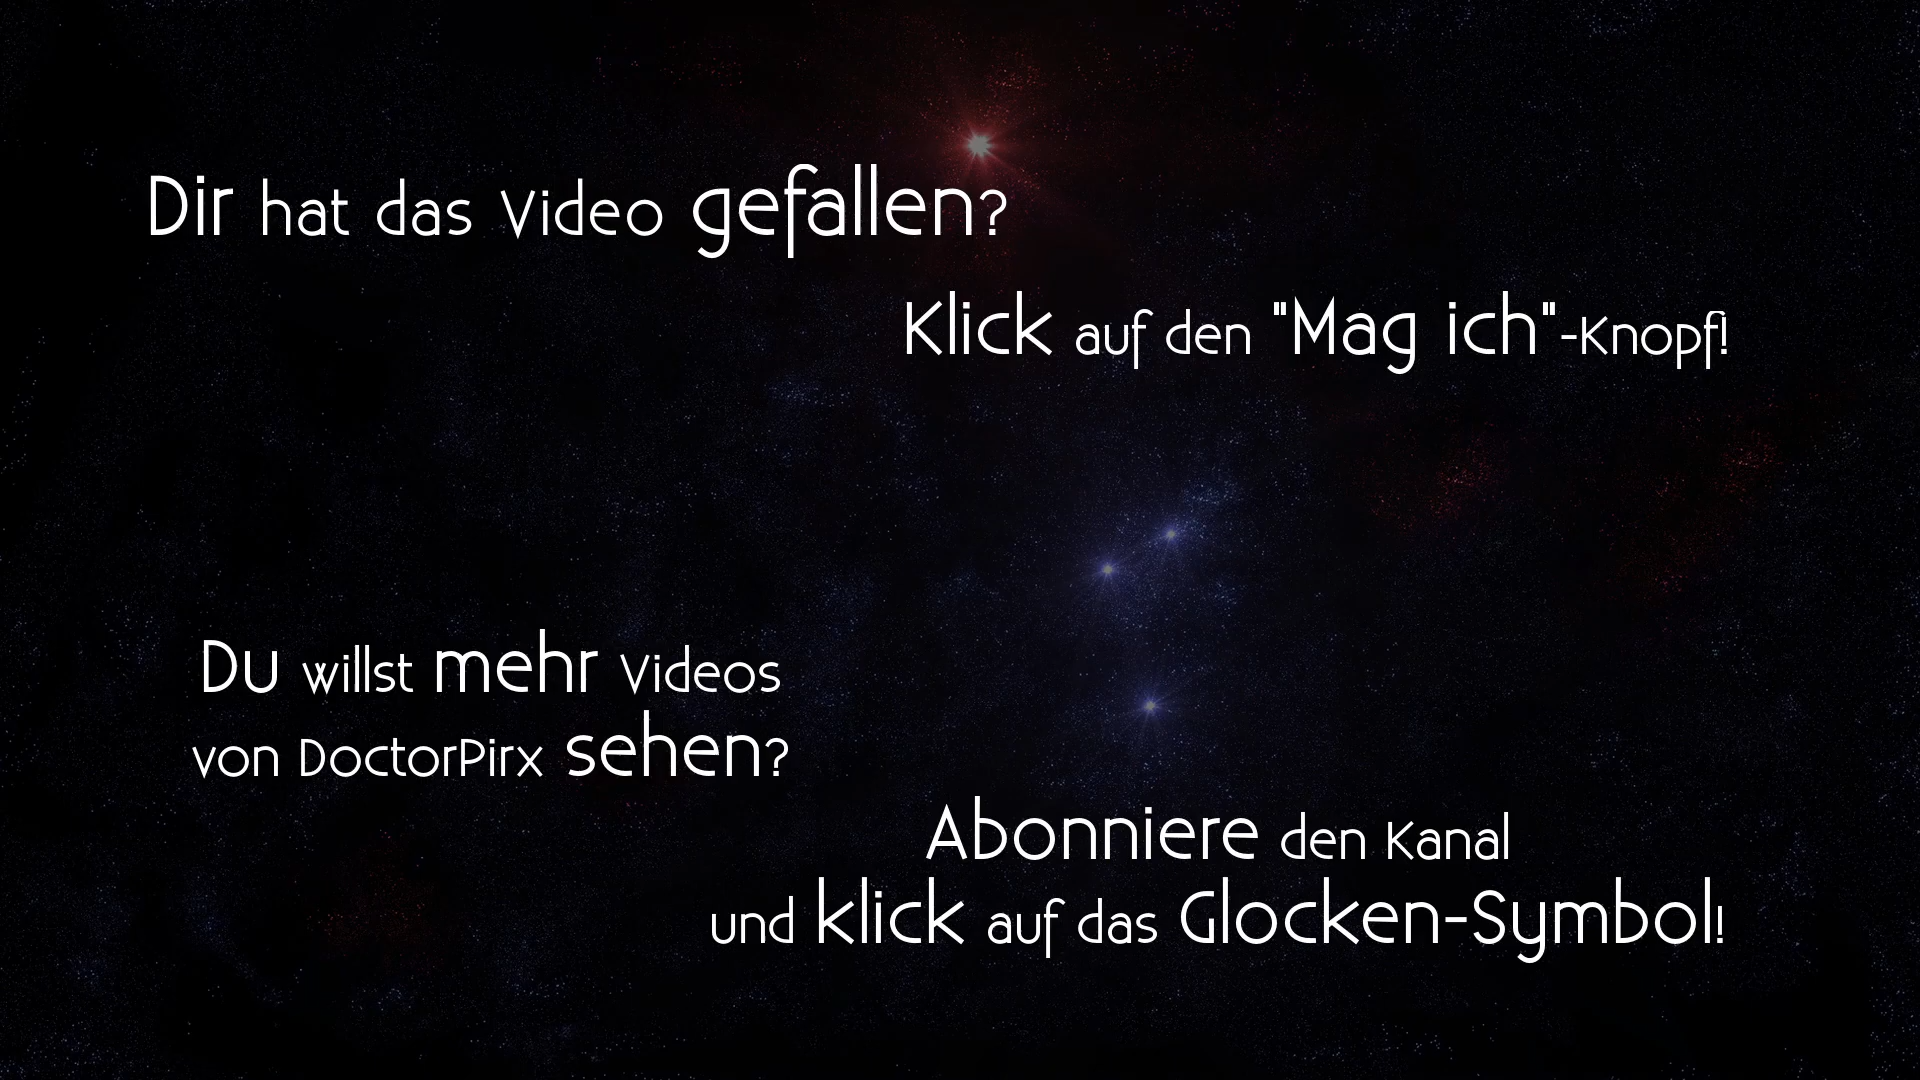 Dir hat das Video gefallen?
Klick auf den "Mag ich"-Knopf!
Du willst mehr Videos
von DoctorPirx sehen?
Abonniere den Kanal
und klick auf das Glocken-Symbol!